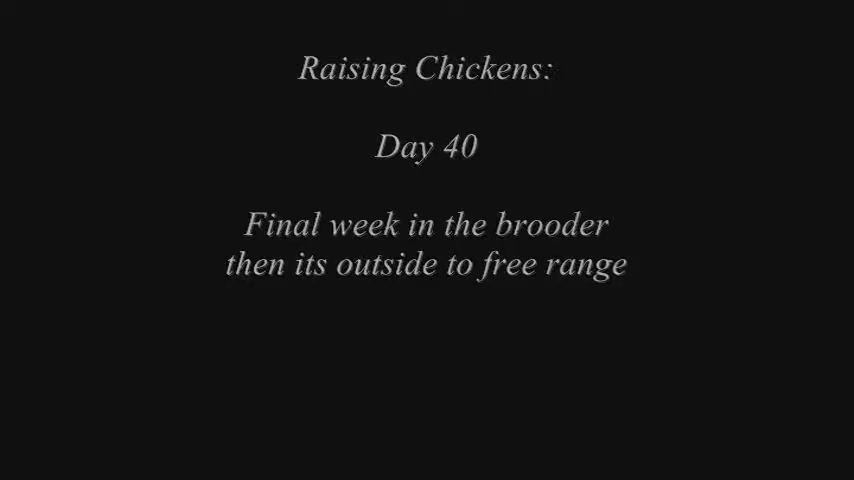 Raising Chickens:
Day 40
Final week in the brooder
then its outside to free range